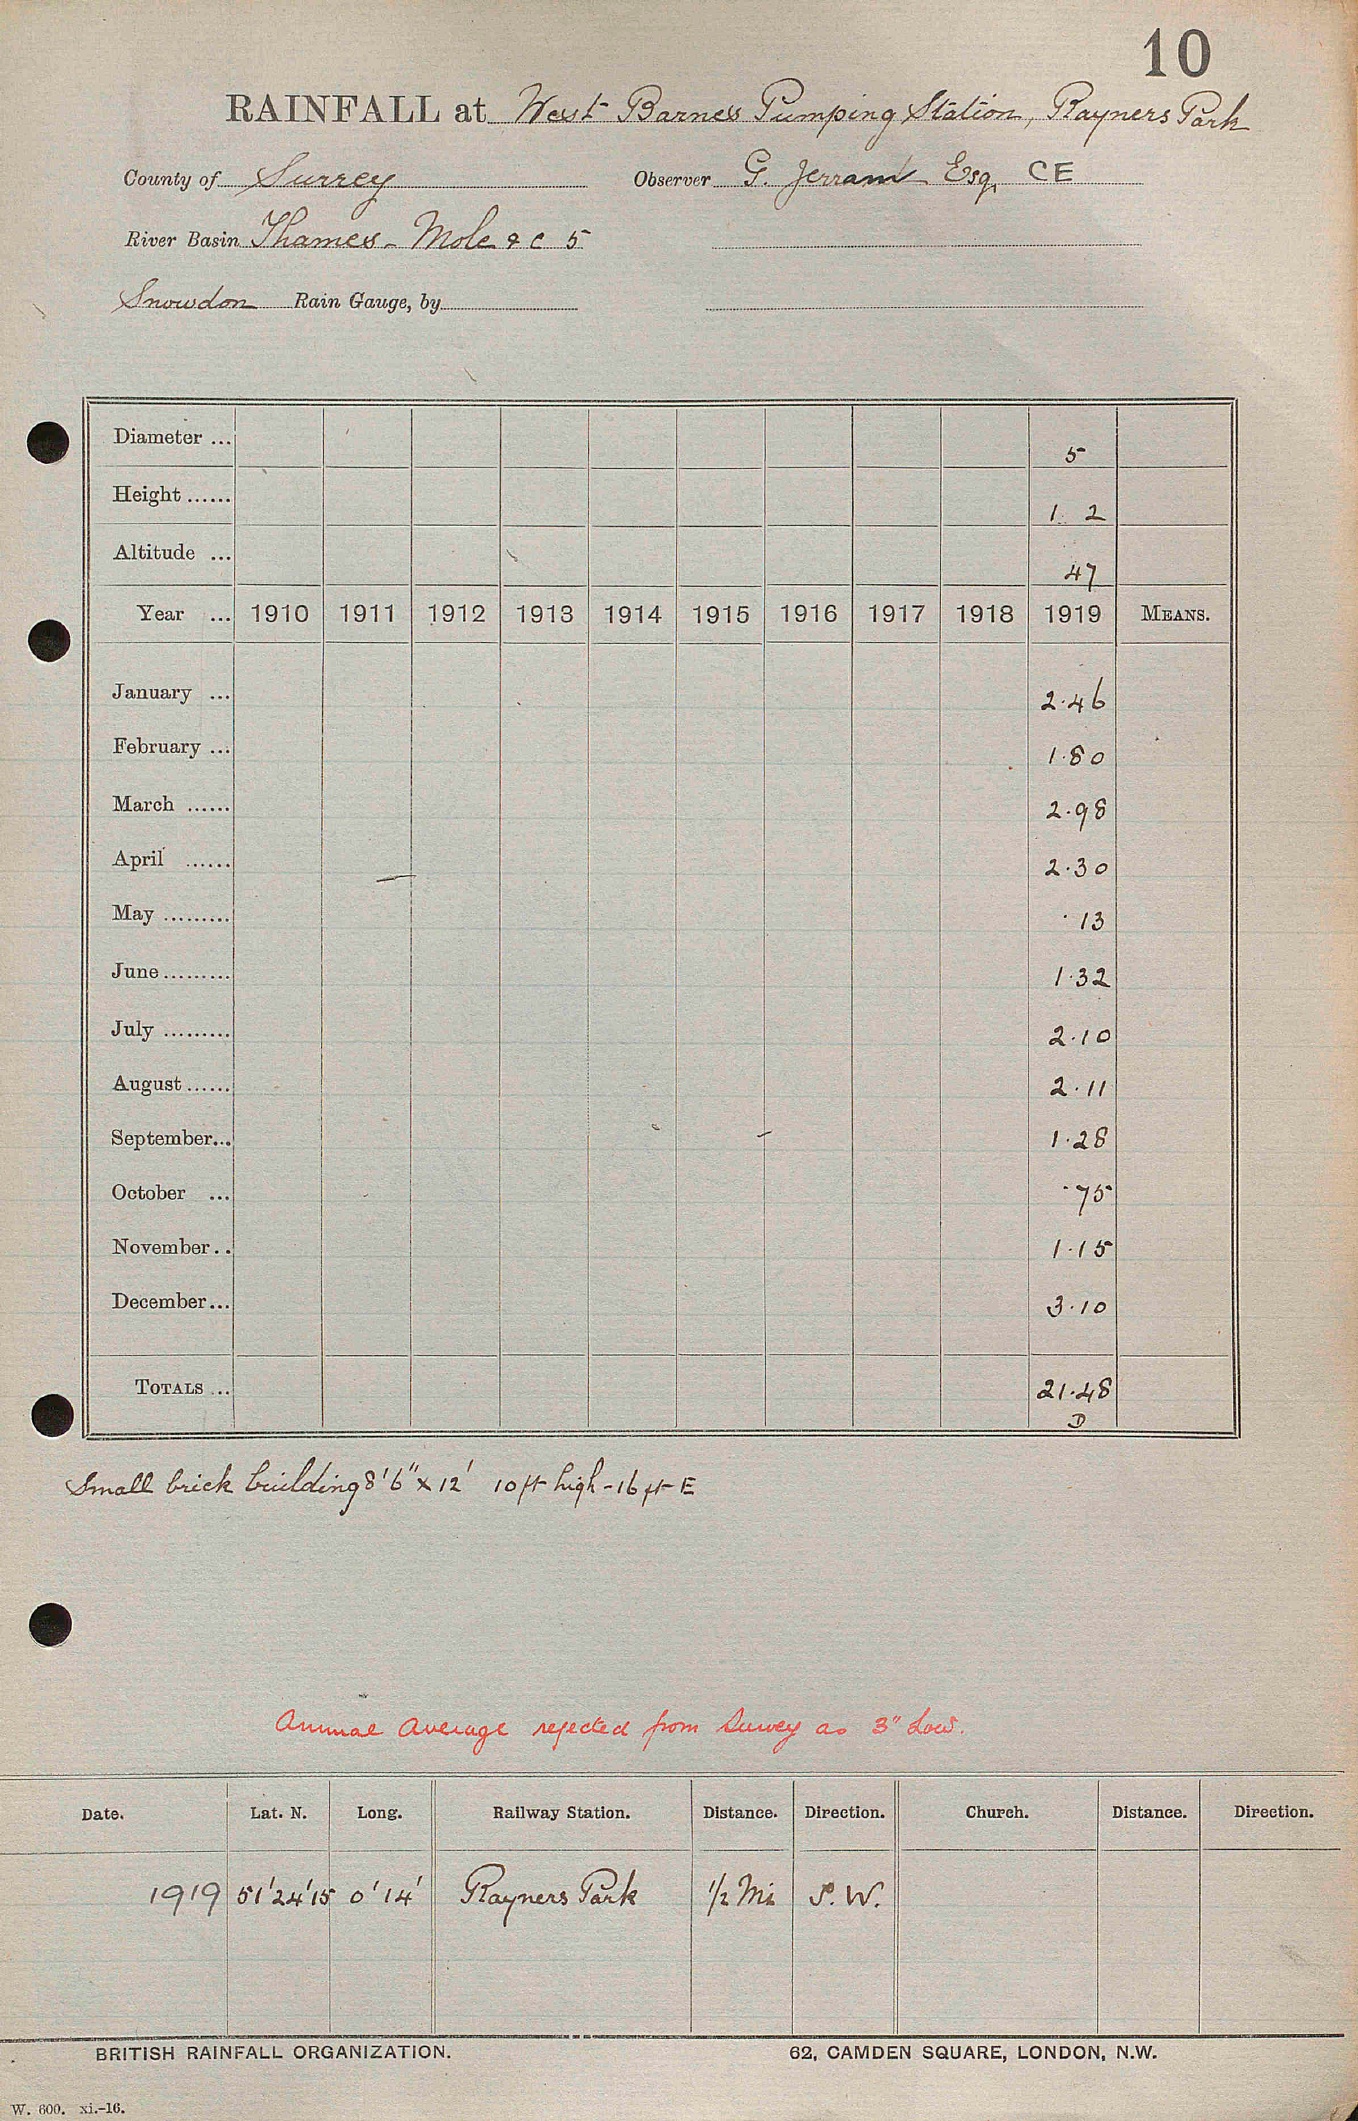 10
RAINFALL at West Barnes Pumping Station, Rayners Park
County of Surrey Observer G. Jerram Esq, CE
River Basin Thames - Mole &c 5
Snowdon Rain Gauge, by
Diameter ... 5
Height ...... 1 2
Altitude ... 47
Year ... 1910 1911 1912 1913 1914 1915 1916 1917 1918 1919 MEANS.
January ... 2.46
February ... 1.80
March ...... 2.98
April ...... 2.30
May ......... .13
June ......... 1.32
July ......... 2.10
August ...... 2.11
September... 1.28
October ... .75
November.. 1.15
December... 3.10
TOTALS ... 21.48
D
Small brick building 8'6" x 12' 10ft high - 16 ft E
Annual Average rejected from Survey as 3" Low.
Date. Lat. N. Long. Railway Station. Distance. Direction. Church. Distance. Direction.
1919 51'24'15 0'14' Rayners Park 1/2 Mi S.W.
BRITISH RAINFALL ORGANIZATION. 62, CAMDEN SQUARE, LONDON, N.W.
W. 600. xi.-16.